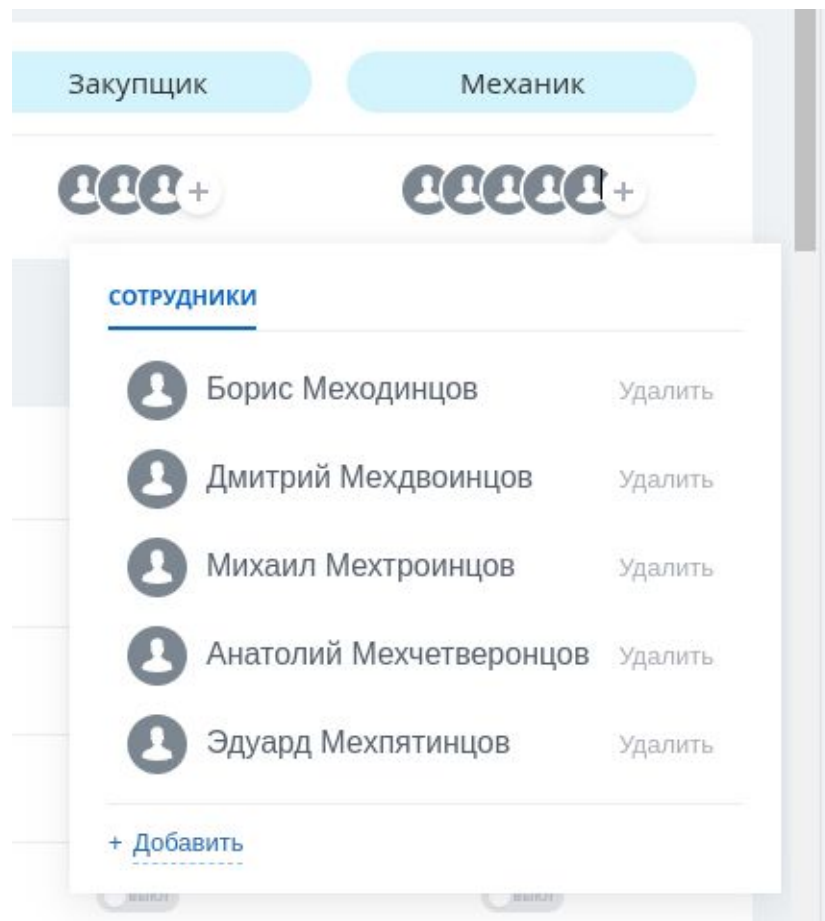 Закупщик Механик
+ +
СОТРУДНИКИ
Борис Меходинцов Удалить
Дмитрий Мехдвоинцов Удалить
Михаил Мехтроинцов Удалить
Анатолий Мехчетверонцов Удалить
Эдуард Мехпятинцов Удалить
+ Добавить